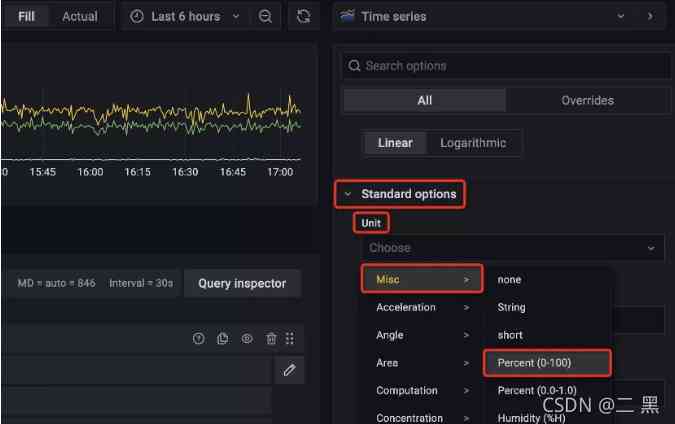 Fill Actual Last 6 hours
Time series
Search options
All Overrides
Linear Logarithmic
15:45 16:00 16:15 16:30 16:45 17:00
Standard options
Unit
Choose
MD = auto = 846 Interval = 30s Query inspector
Misc > none
Acceleration > String
Angle > short
Area > Percent (0-100)
Computation > Percent (0.0-1.0)
Concentration > Humidity (%H)
CSDN @二 黑